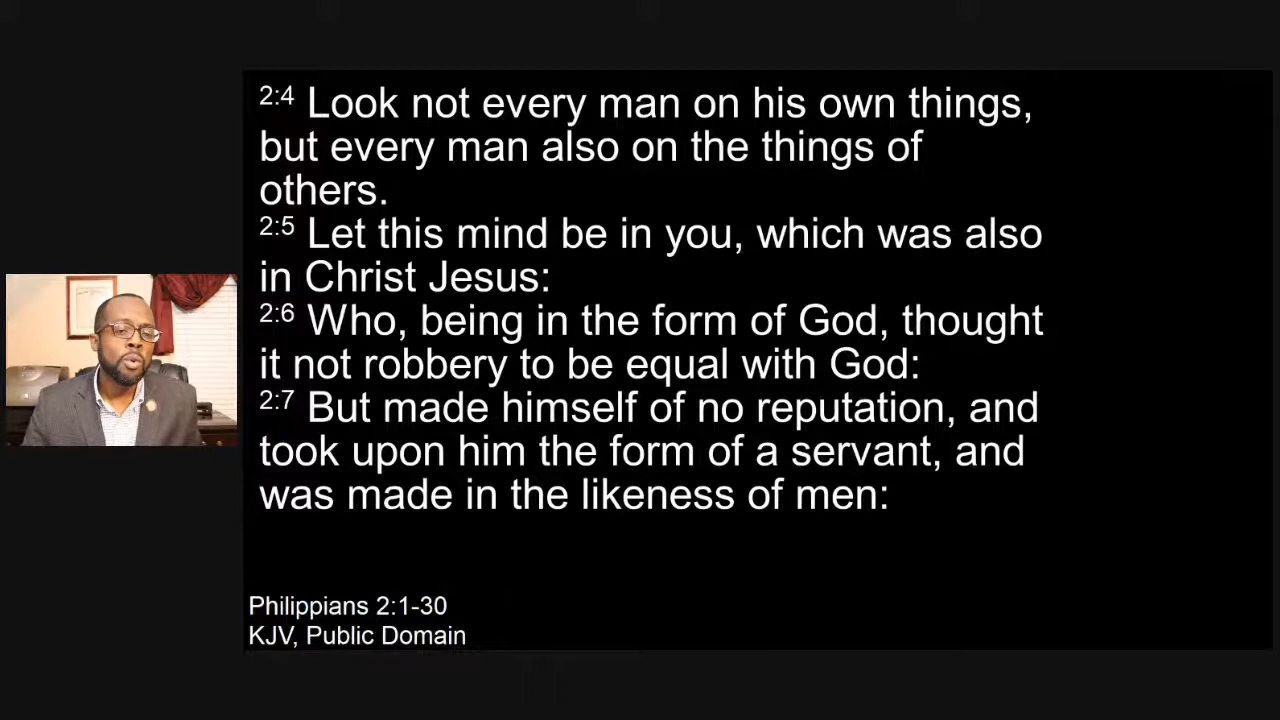 2:4 Look not every man on his own things,
but every man also on the things of
others.
2:5 Let this mind be in you, which was also
in Christ Jesus:
2:6 Who, being in the form of God, thought
it not robbery to be equal with God:
2:7 But made himself of no reputation, and
took upon him the form of a servant, and
was made in the likeness of men:
Philippians 2:1-30
KJV, Public Domain